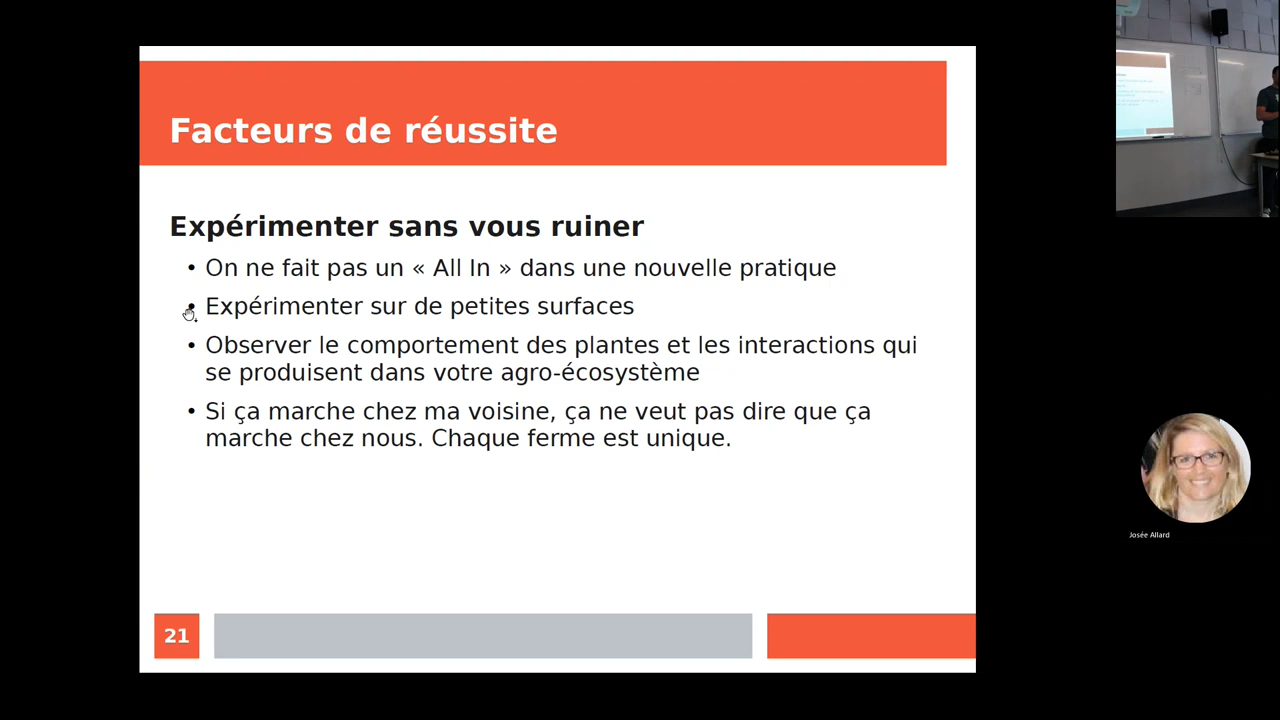 Facteurs de réussite
Expérimenter sans vous ruiner
• On ne fait pas un « All In » dans une nouvelle pratique
• Expérimenter sur de petites surfaces
• Observer le comportement des plantes et les interactions qui
se produisent dans votre agro-écosystème
• Si ça marche chez ma voisine, ça ne veut pas dire que ça
marche chez nous. Chaque ferme est unique.
21
Josée Allard